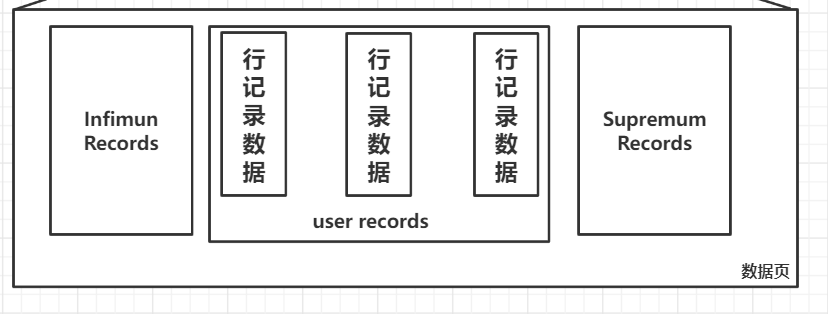 Infimun
Records
行记录数据
行记录数据
行记录数据
user records
Supremum
Records
数据页